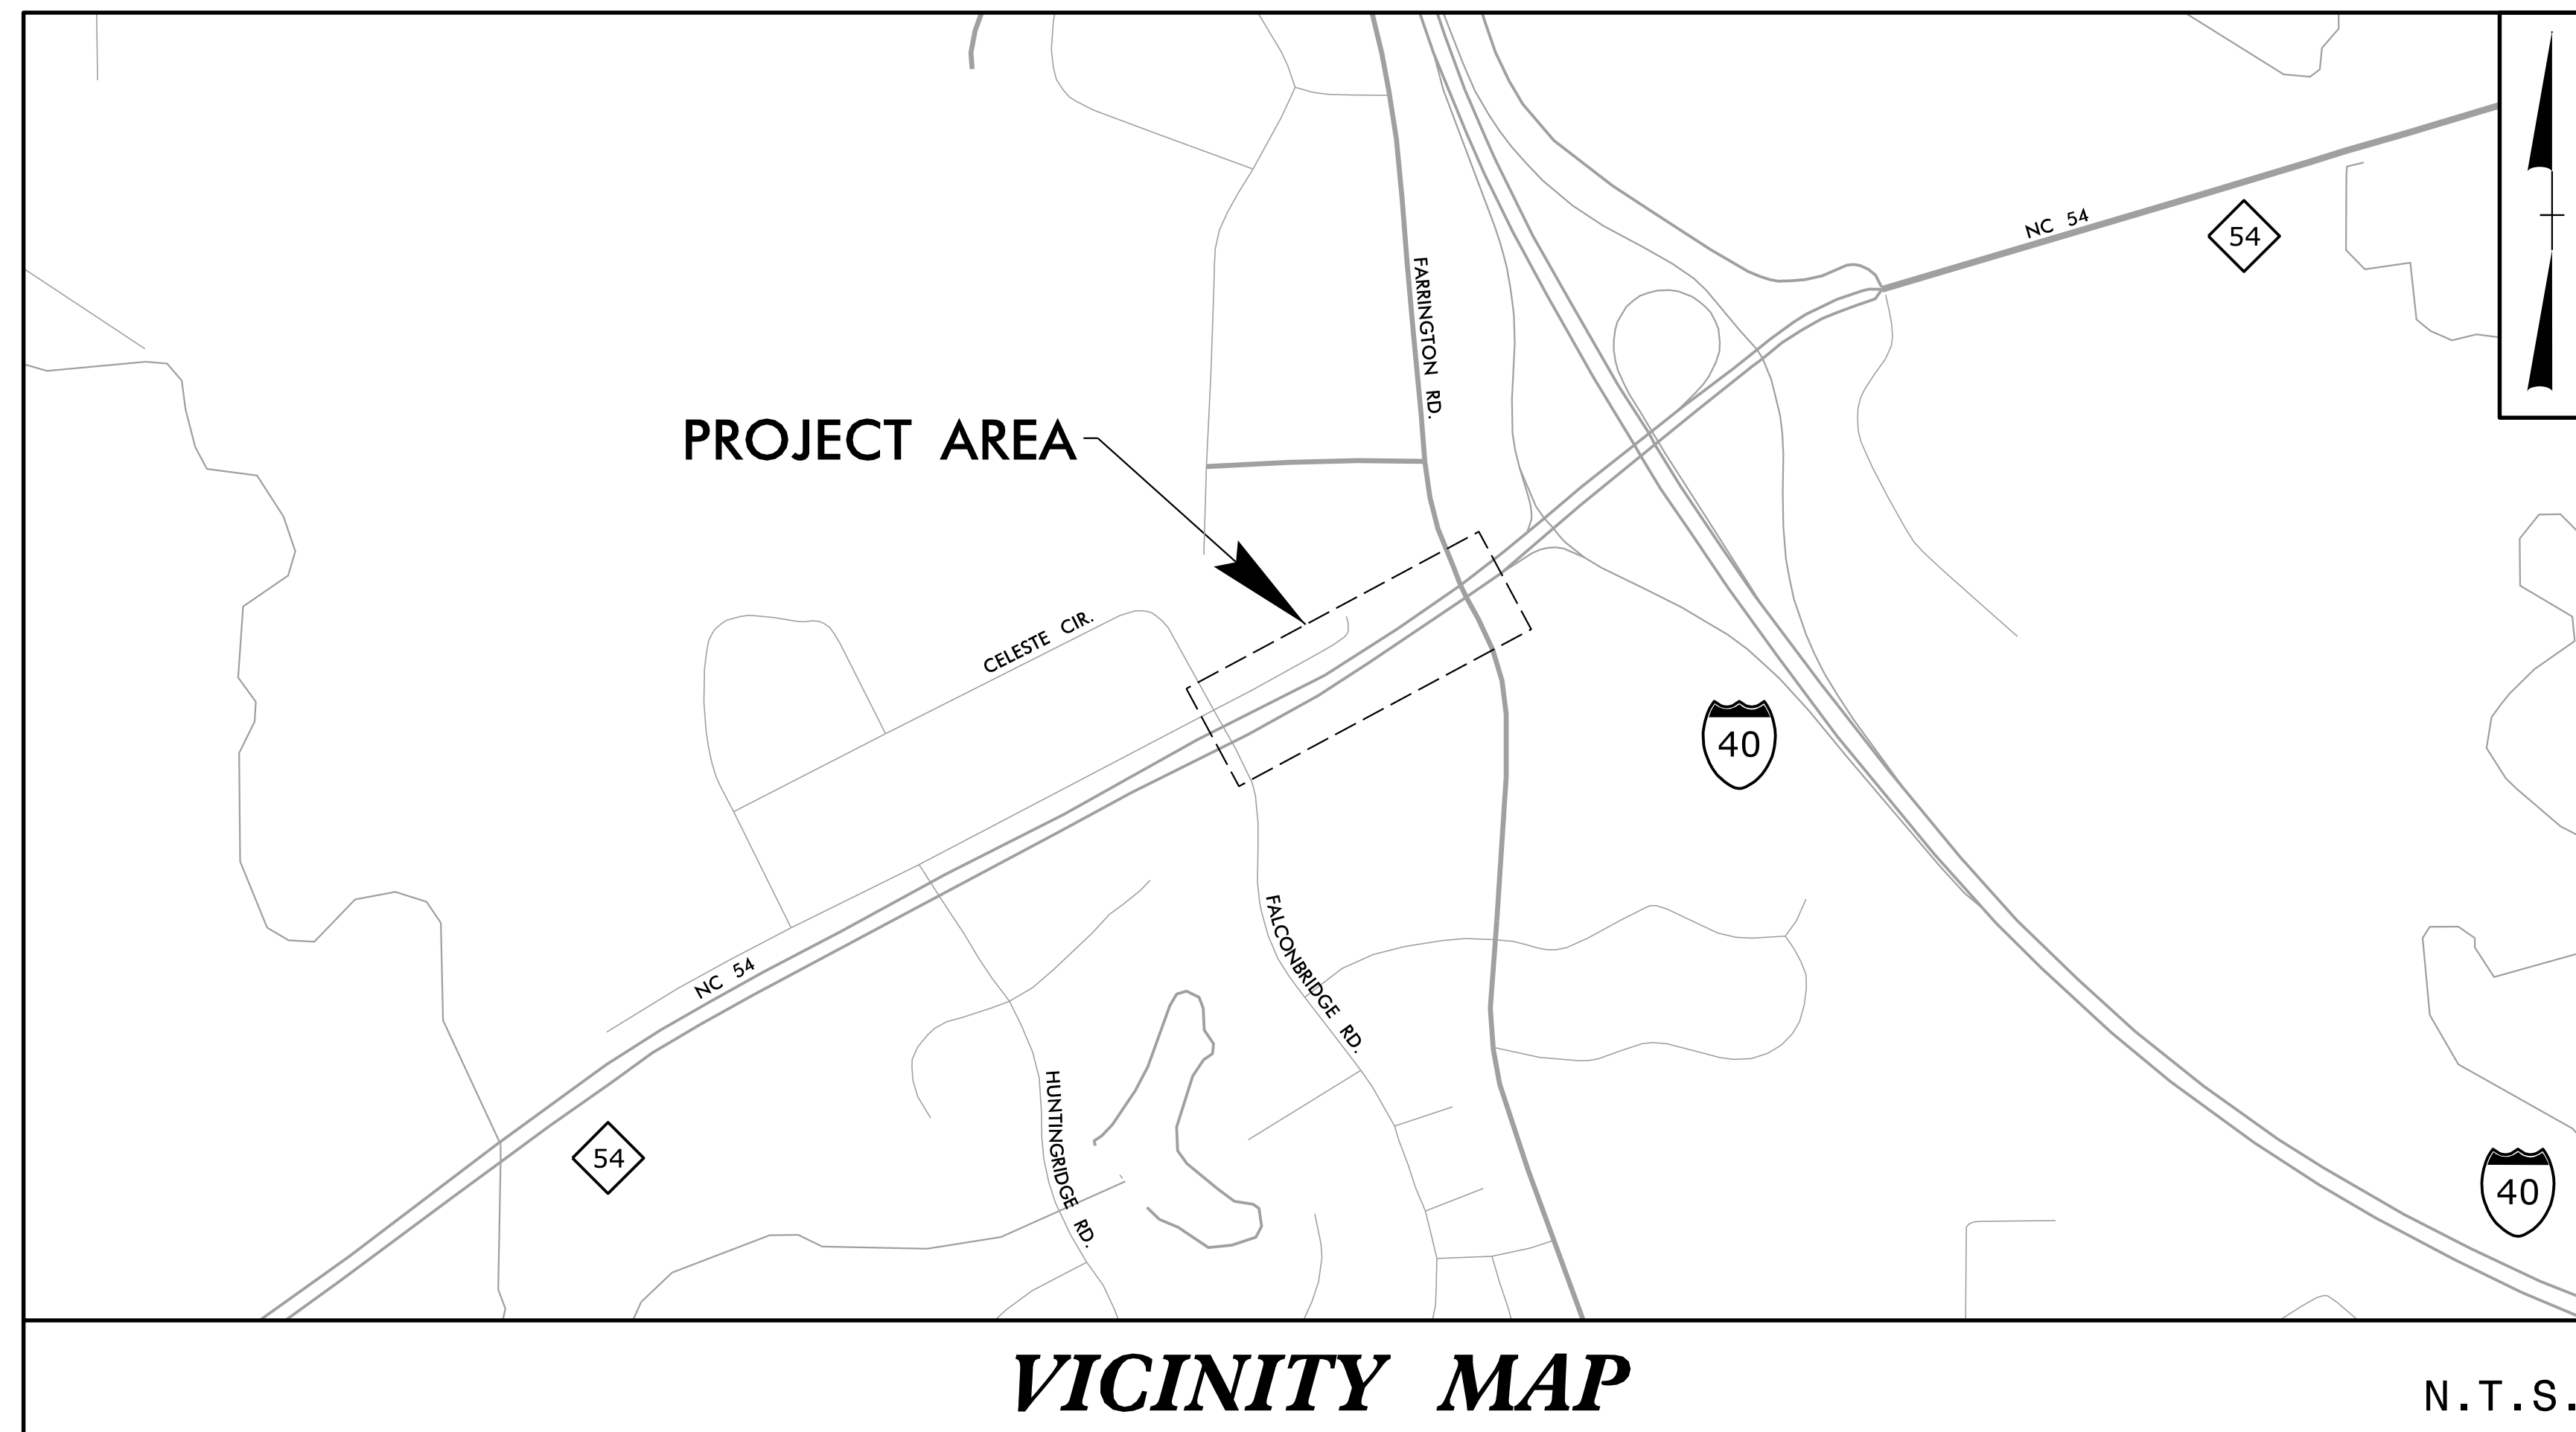 NC 54
54
FARRINGTON RD.
PROJECT AREA
CELESTE CIR.
40
FALCONBRIDGE RD.
NC 54
HUNTINGRIDGE RD.
54
40
VICINITY MAP
N.T.S.